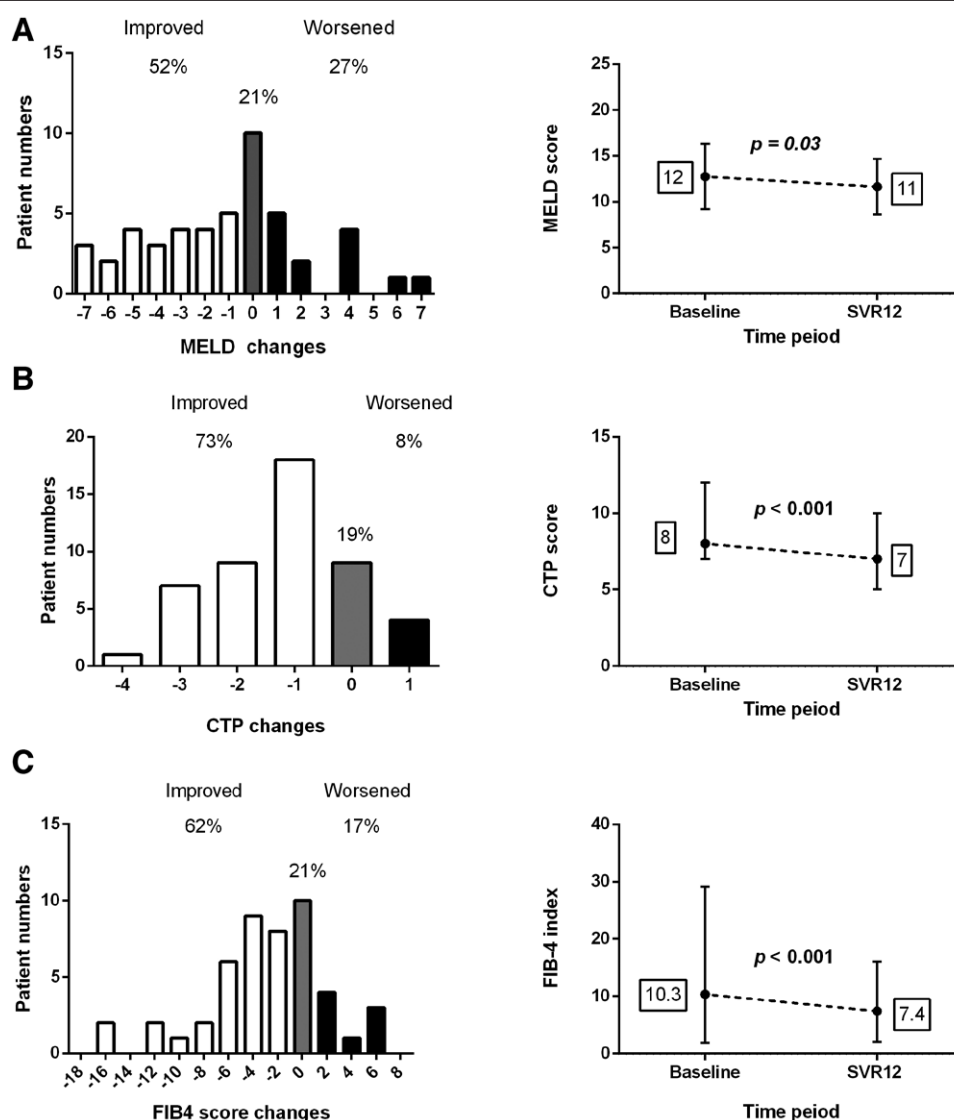 A
Improved Worsened
52% 27%
21%
15
10
5
0
Patient numbers
-7 -6 -5 -4 -3 -2 -1 0 1 2 3 4 5 6 7
MELD changes
25
20
15
10
5
0
MELD score
p = 0.03
12
11
Baseline SVR12
Time peiod
B
Improved Worsened
73% 8%
19%
20
15
10
5
0
Patient numbers
-4 -3 -2 -1 0 1
CTP changes
15
10
5
0
CTP score
p < 0.001
8
7
Baseline SVR12
Time peiod
C
Improved Worsened
62% 17%
21%
15
10
5
0
Patient numbers
-18 -16 -14 -12 -10 -8 -6 -4 -2 0 2 4 6 8
FIB4 score changes
40
30
20
10
0
FIB-4 index
p < 0.001
10.3
7.4
Baseline SVR12
Time peiod